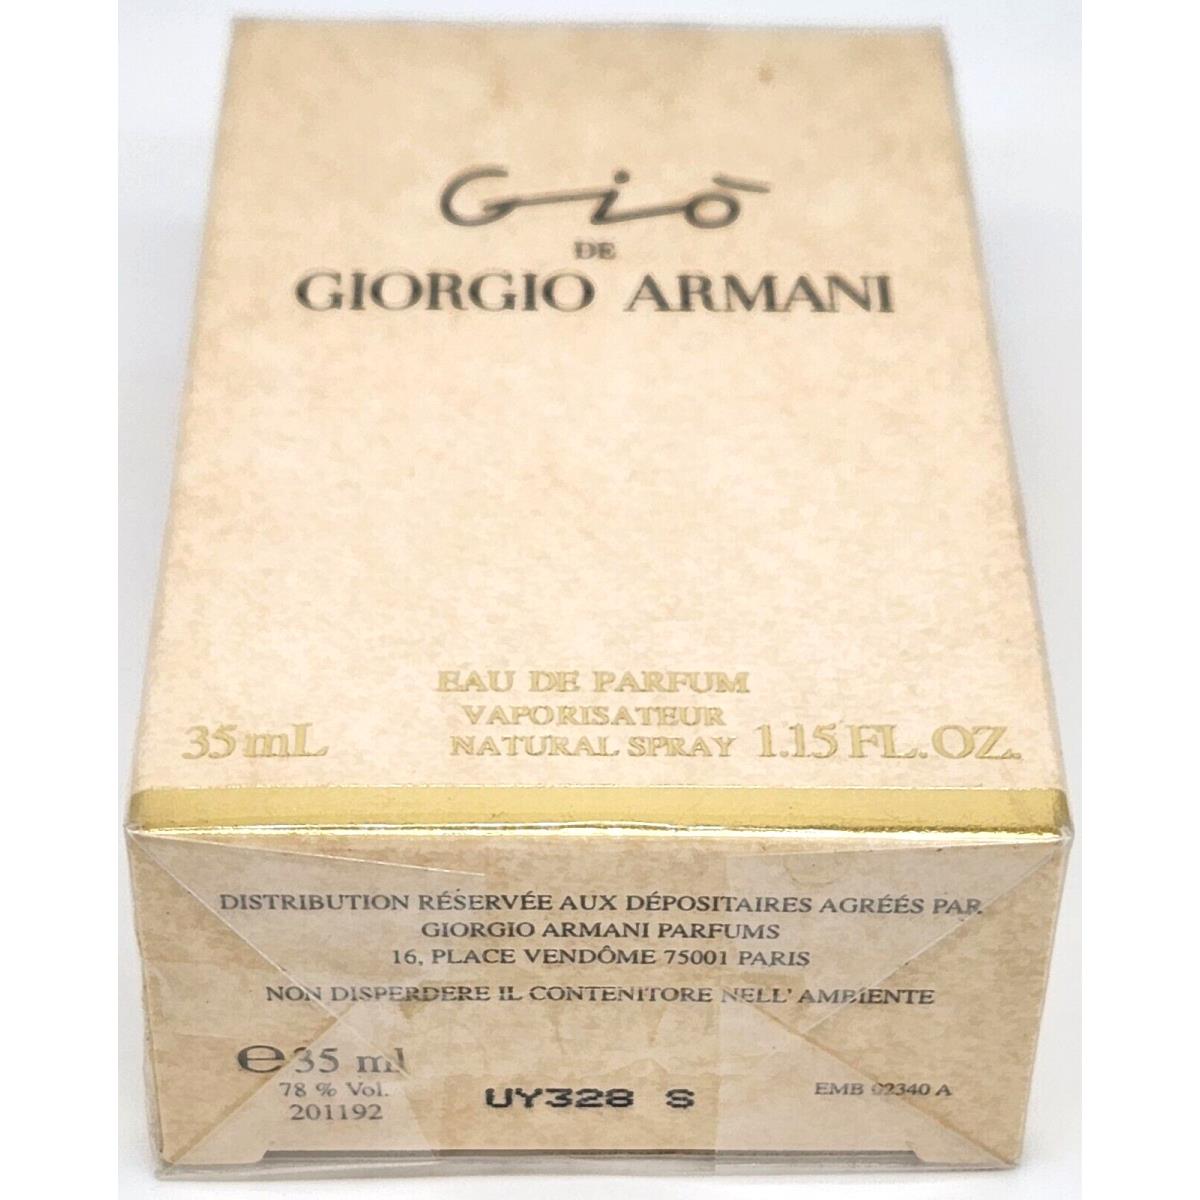 Giò
DE
GIORGIO ARMANI
EAU DE PARFUM
VAPORISATEUR
35 mL NATURAL SPRAY 1.15 FL. OZ.
DISTRIBUTION RÉSERVÉE AUX DÉPOSITAIRES AGRÉÉS PAR
GIORGIO ARMANI PARFUMS
16, PLACE VENDÔME 75001 PARIS
NON DISPERDERE IL CONTENITORE NELL' AMBIENTE
℮ 35 ml
78 % Vol.
201192
UY328 S
EMB 02340 A